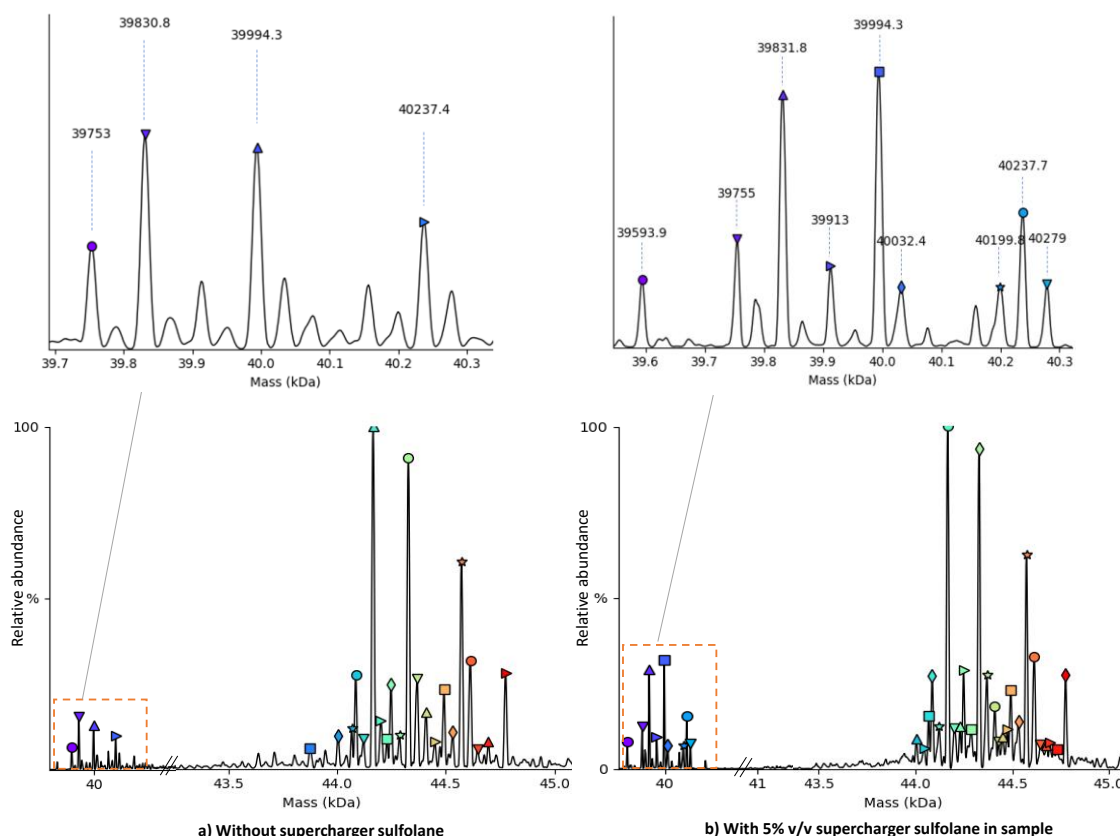 39830.8
39994.3
39753
40237.4
39.7 39.8 39.9 40.0 40.1 40.2 40.3
Mass (kDa)
39994.3
39831.8
40237.7
39755
39593.9
39913
40032.4
40199.8
40279
39.6 39.7 39.8 39.9 40.0 40.1 40.2 40.3
Mass (kDa)
100
%
Relative abundance
40 43.5 44.0 44.5 45.0
Mass (kDa)
a) Without supercharger sulfolane
100
%
0
Relative abundance
40 41 43.5 44.0 44.5 45.0
Mass (kDa)
b) With 5% v/v supercharger sulfolane in sample